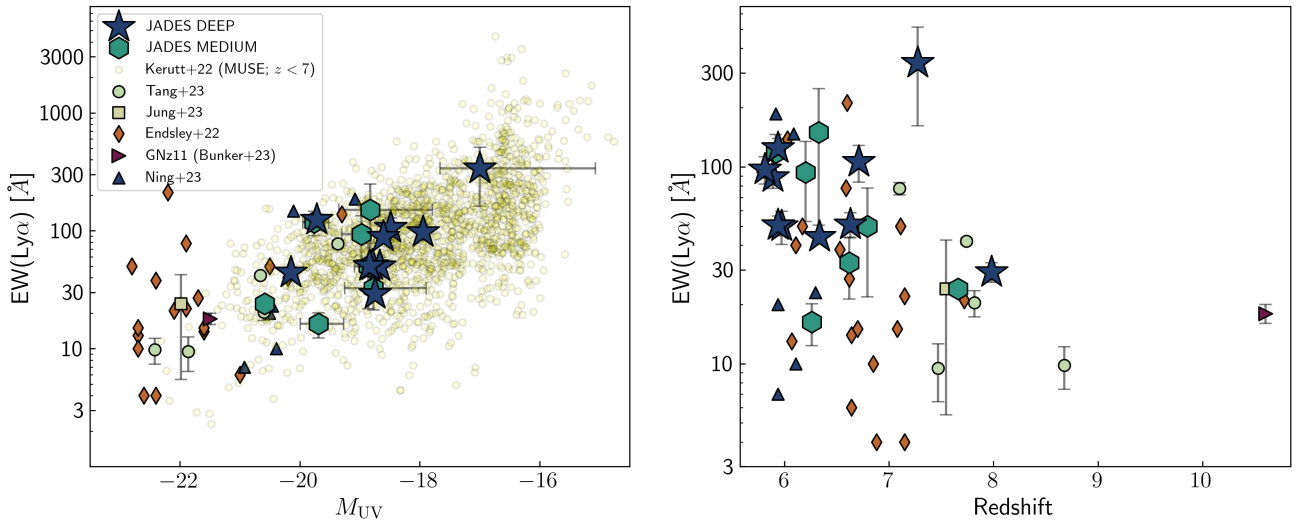 JADES DEEP
JADES MEDIUM
Kerutt+22 (MUSE; z < 7)
Tang+23
Jung+23
Endsley+22
GNz11 (Bunker+23)
Ning+23
EW(Lyα) [Å]
3000
1000
300
100
30
10
3
−22
−20
−18
−16
M_UV
EW(Lyα) [Å]
300
100
30
10
3
6
7
8
9
10
Redshift